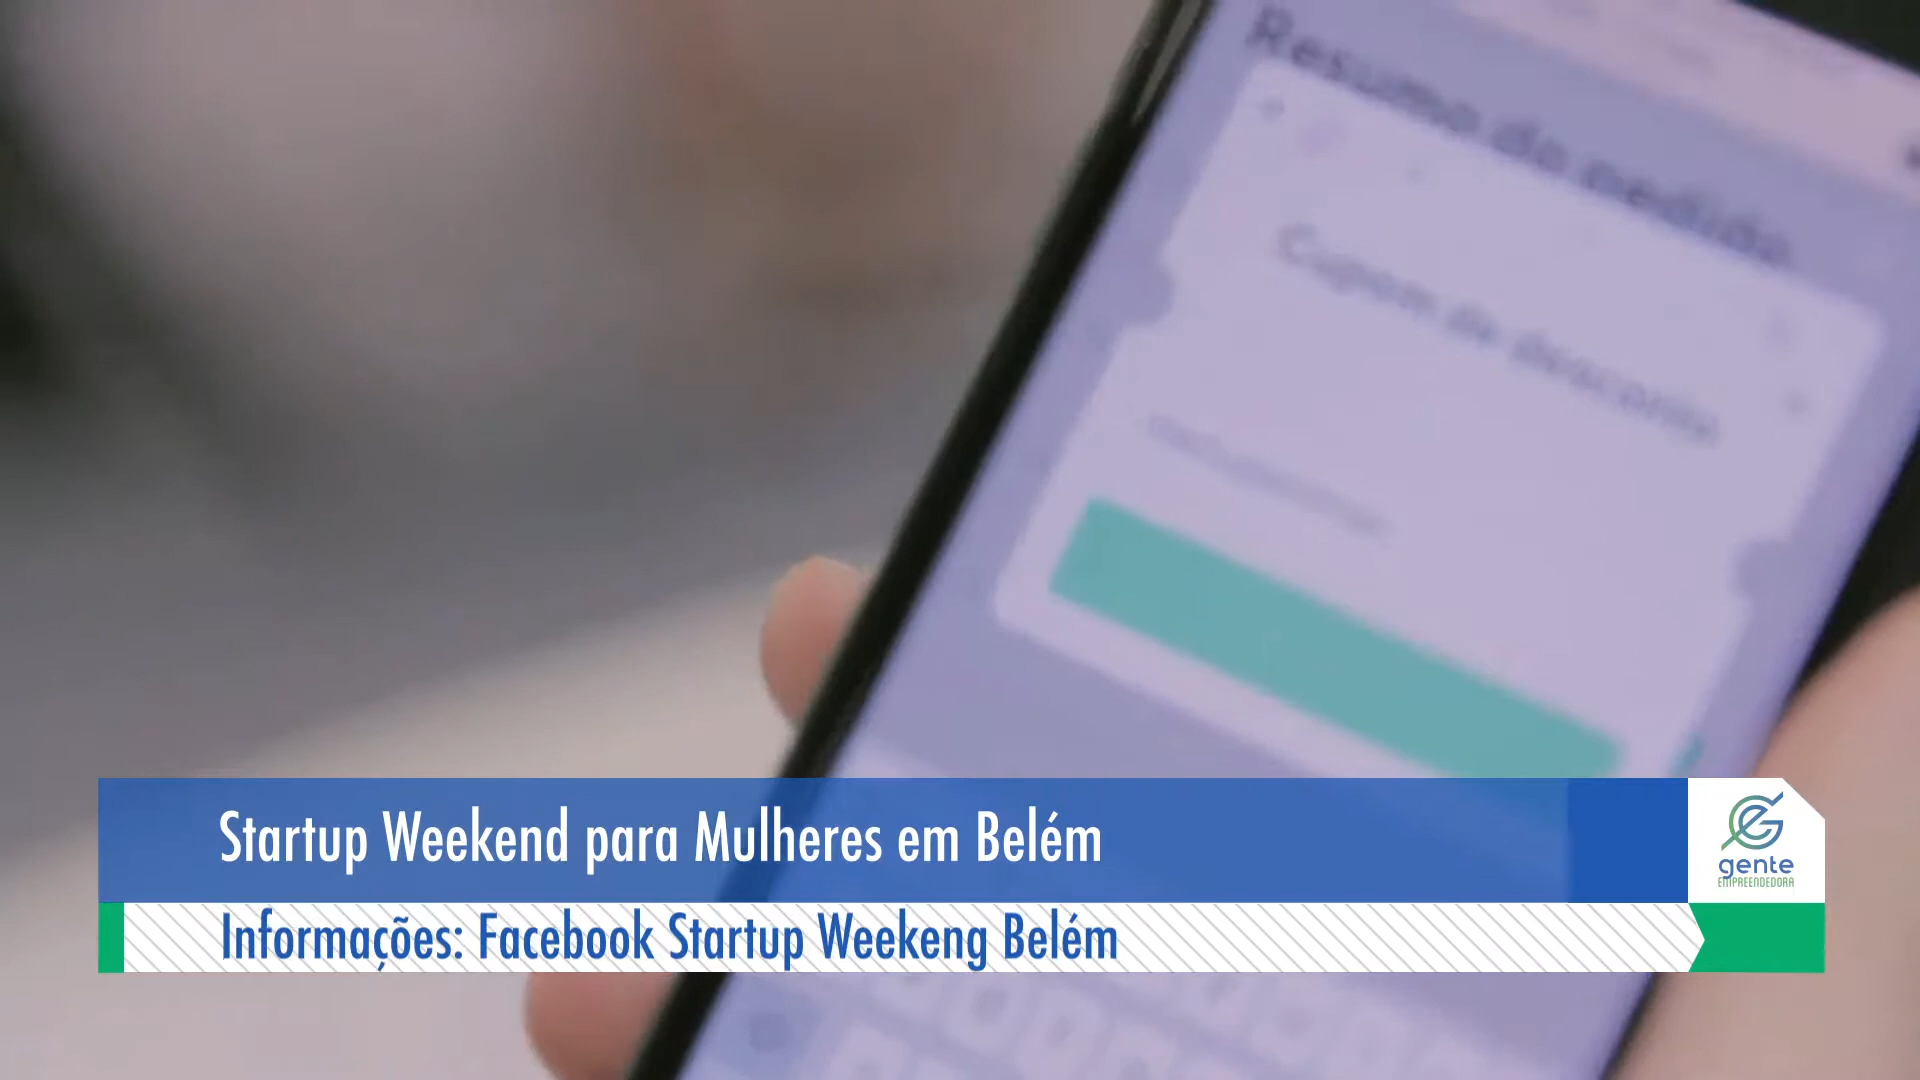 Resumo do pedido
Cupom de desconto
Startup Weekend para Mulheres em Belém
gente
EMPREENDEDORA
Informações: Facebook Startup Weekeng Belém